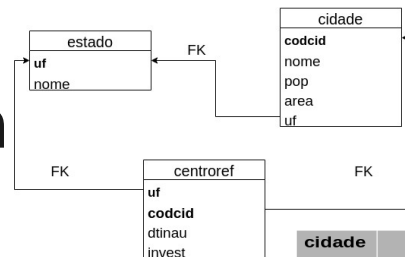 estado
uf
nome
FK
cidade
codcid
nome
pop
area
uf
FK
centroref
uf
codcid
dtinau
invest
FK
cidade